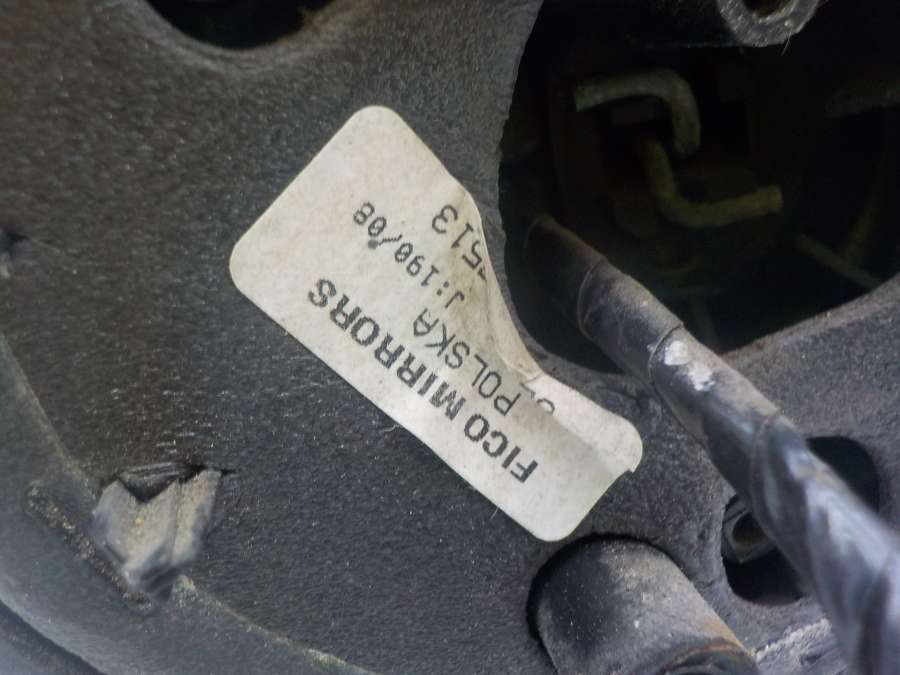 FICO MIRRORS
POLSKA
J:190/08
513